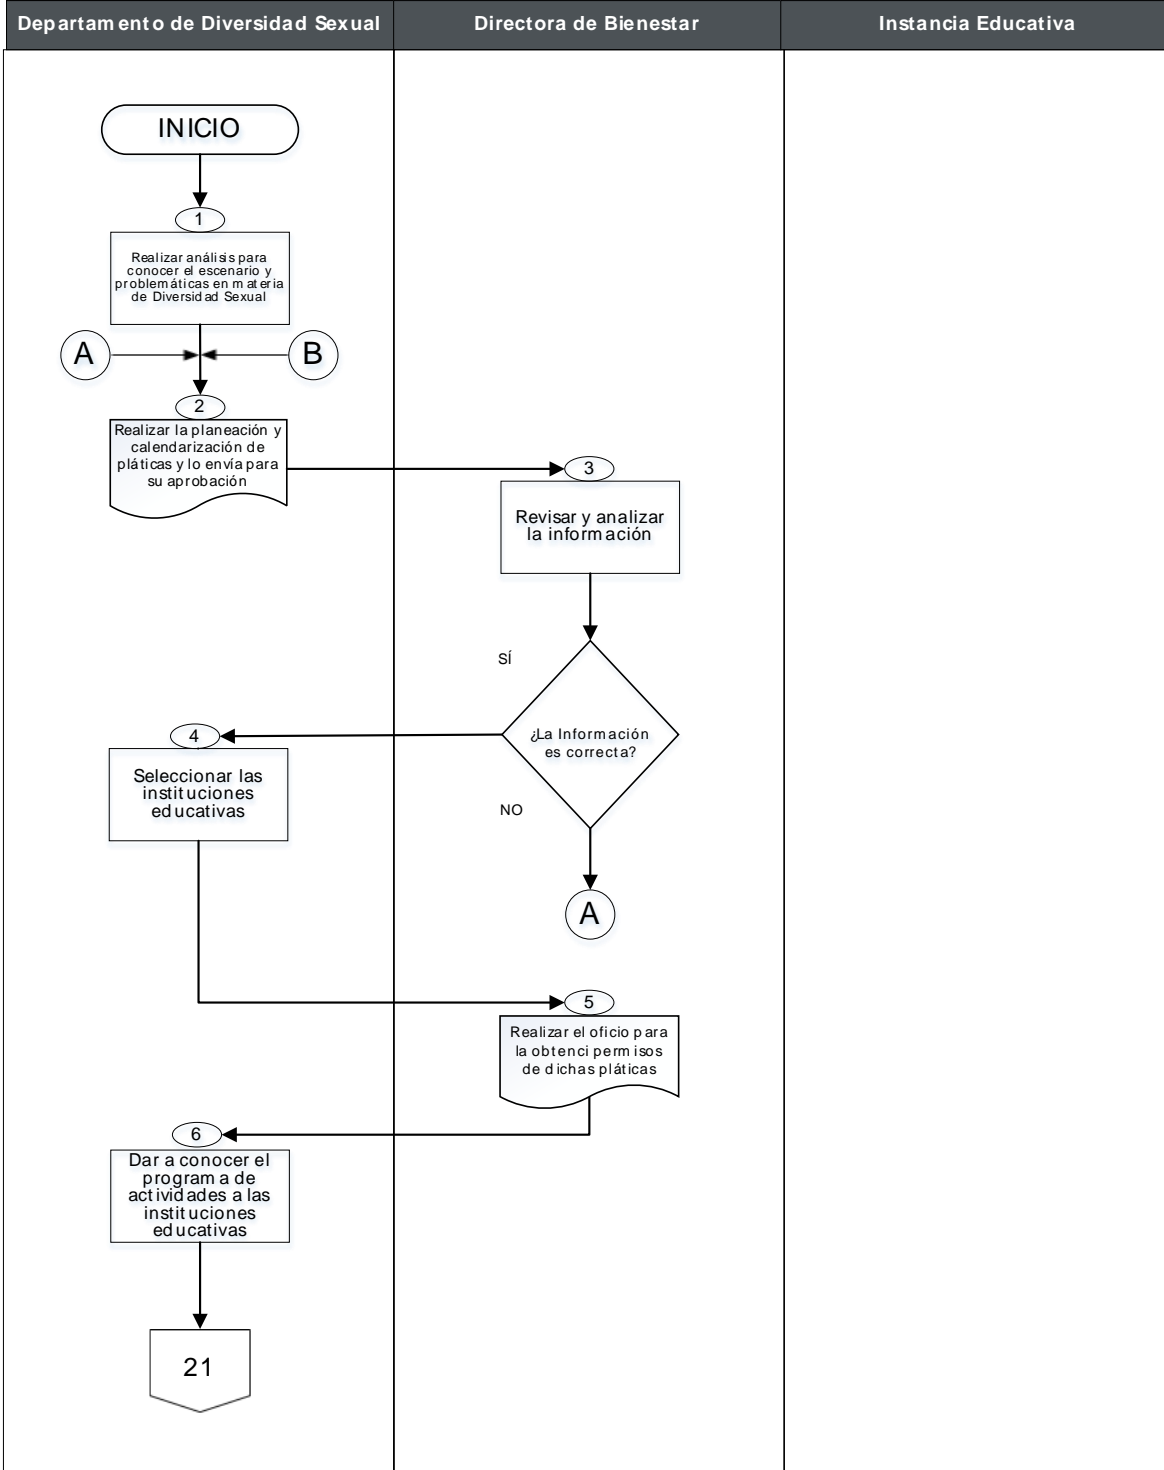 Departamento de Diversidad Sexual
Directora de Bienestar
Instancia Educativa
INICIO
1
Realizar análisis para
conocer el escenario y
problemáticas en materia
de Diversidad Sexual
A
B
2
Realizar la planeación y
calendarización de
pláticas y lo envía para
su aprobación
3
Revisar y analizar
la información
SÍ
¿La Información
es correcta?
4
Seleccionar las
instituciones
educativas
NO
A
5
Realizar el oficio para
la obtenci permisos
de dichas pláticas
6
Dar a conocer el
programa de
actividades a las
instituciones
educativas
21